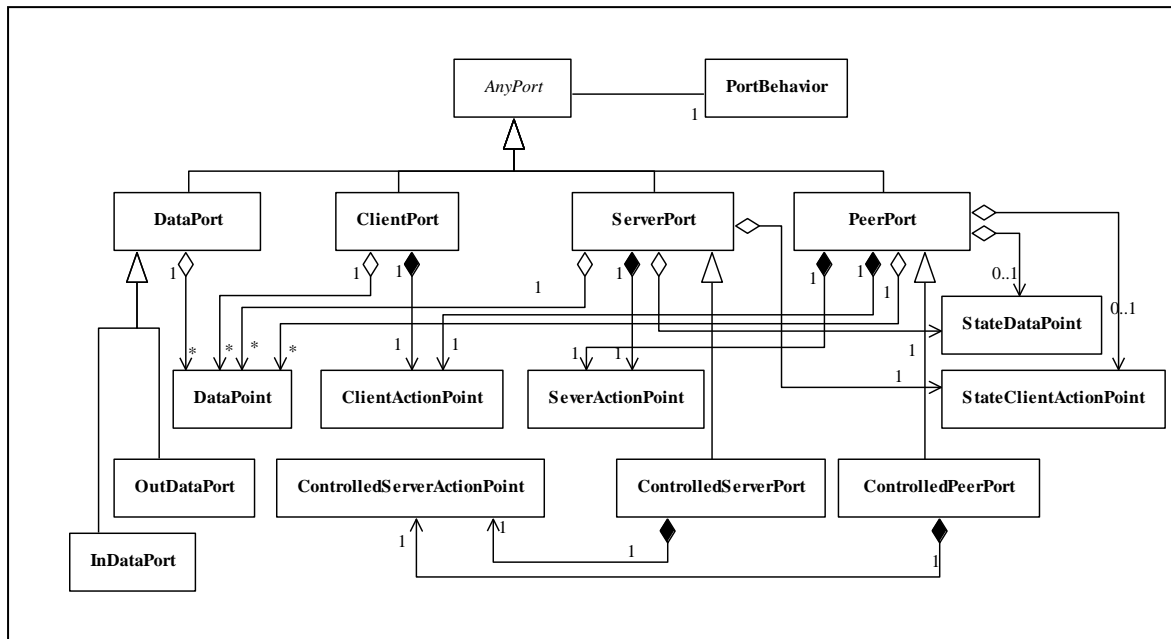 AnyPort
PortBehavior
1
DataPort
ClientPort
ServerPort
PeerPort
1
1
1
1
1
1
1
1
1
0..1
0..1
StateDataPoint
*
*
*
*
1
1
1
1
1
1
DataPoint
ClientActionPoint
SeverActionPoint
StateClientActionPoint
OutDataPort
ControlledServerActionPoint
ControlledServerPort
ControlledPeerPort
InDataPort
1
1
1
1